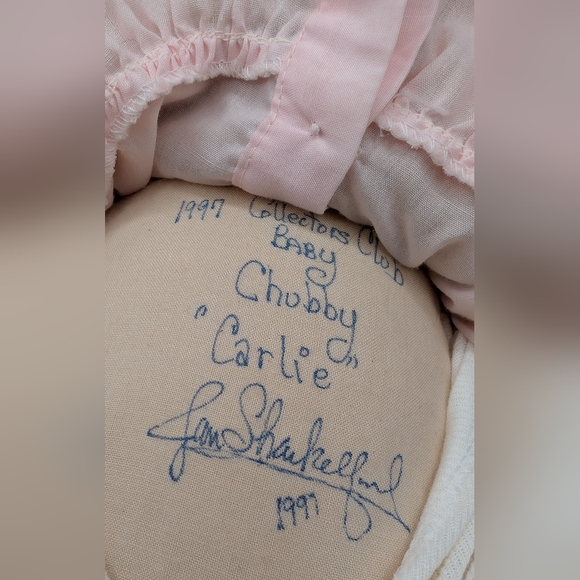 1997 Collectors Club
BABY
Chubby
"Carlie"
Jan Shackelford
1997